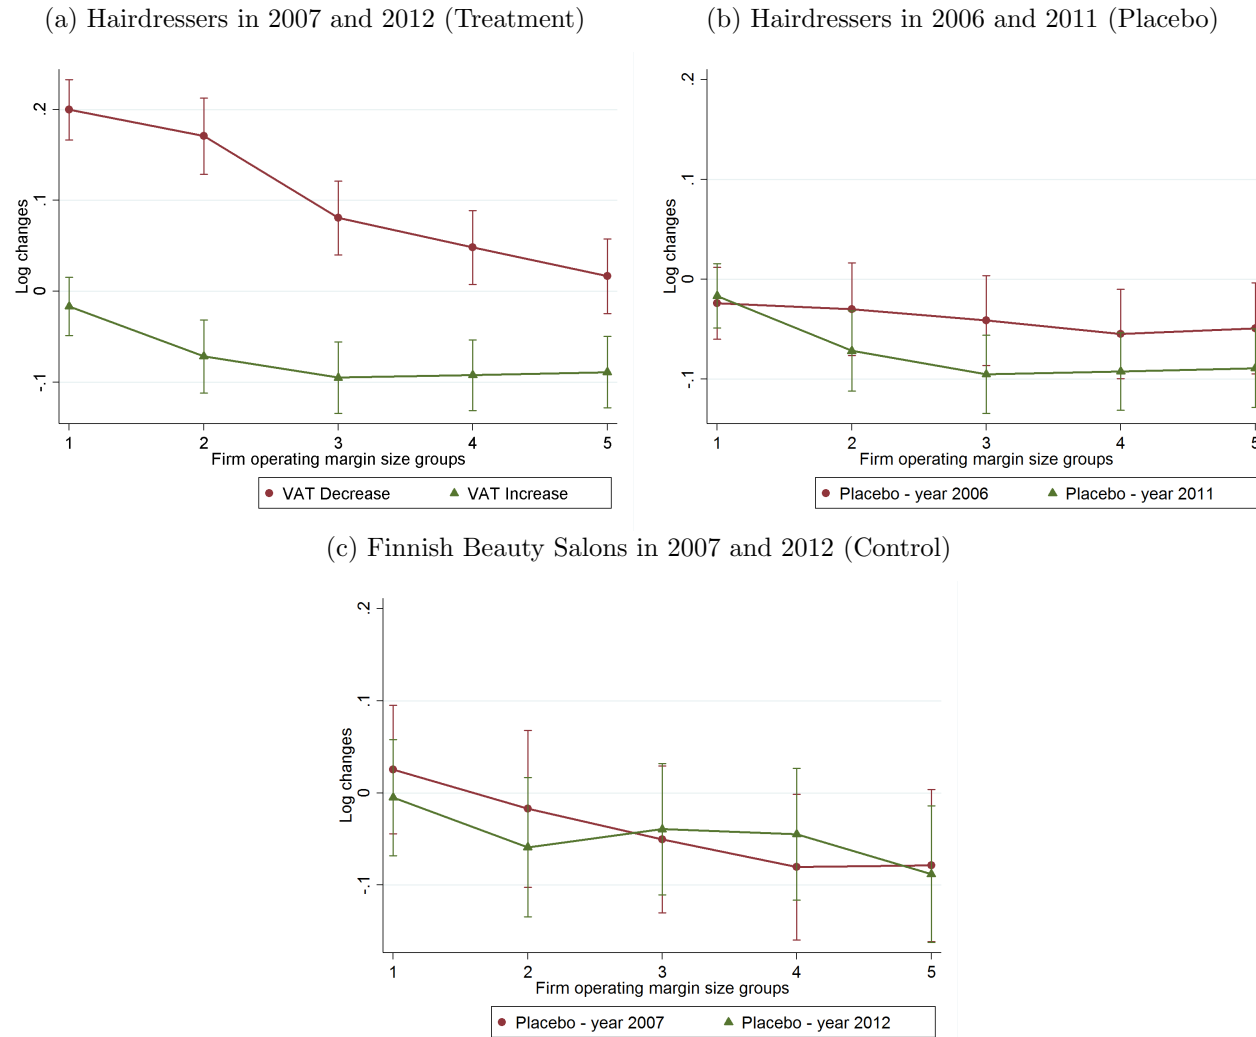 (a) Hairdressers in 2007 and 2012 (Treatment)
.2
.1
0
-.1
Log changes
1 2 3 4 5
Firm operating margin size groups
VAT Decrease VAT Increase
(b) Hairdressers in 2006 and 2011 (Placebo)
.2
.1
0
-.1
Log changes
1 2 3 4 5
Firm operating margin size groups
Placebo - year 2006 Placebo - year 2011
(c) Finnish Beauty Salons in 2007 and 2012 (Control)
.2
.1
0
-.1
Log changes
1 2 3 4 5
Firm operating margin size groups
Placebo - year 2007 Placebo - year 2012